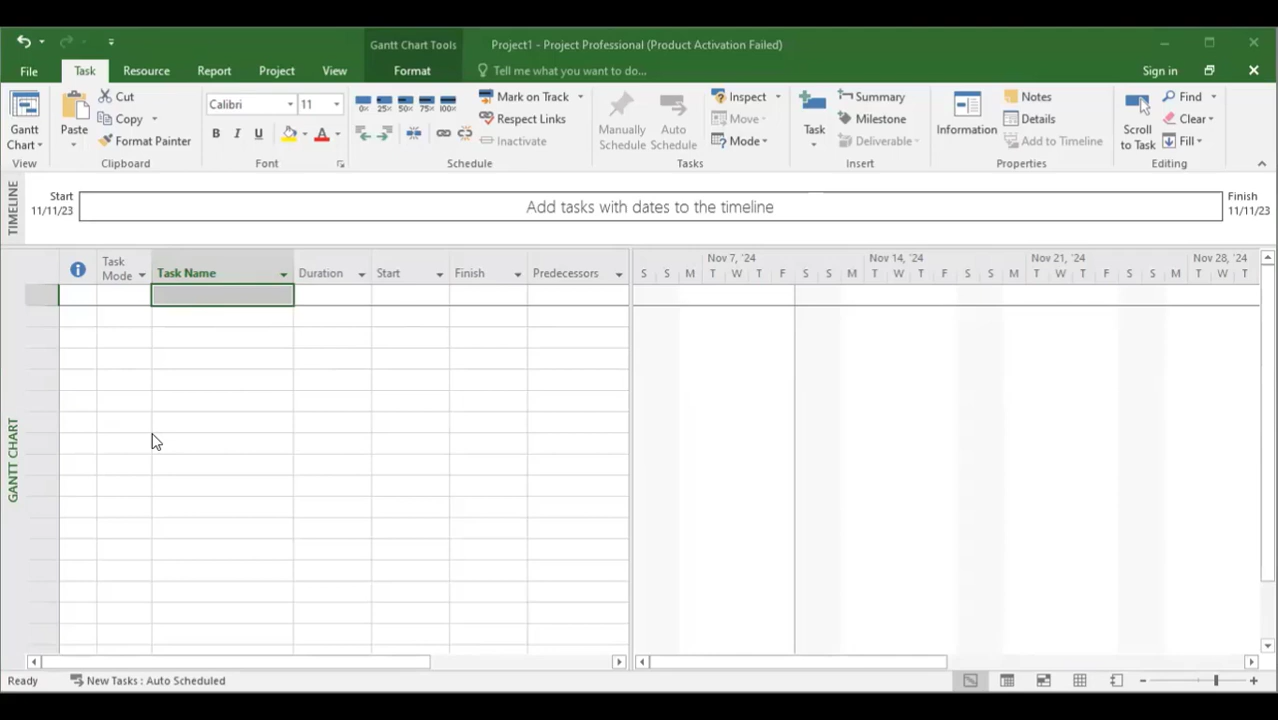 Gantt Chart Tools
Project1 - Project Professional (Product Activation Failed)
File
Task
Resource
Report
Project
View
Format
Tell me what you want to do...
Sign in
Gantt
Chart
View
Paste
Cut
Copy
Format Painter
Clipboard
Calibri
11
B I U
A
Font
0x
25x
50x
75x
100x
Mark on Track
Respect Links
Inactivate
Schedule
Manually
Schedule
Auto
Schedule
Inspect
Move
Mode
Tasks
Task
Summary
Milestone
Deliverable
Insert
Information
Notes
Details
Add to Timeline
Properties
Scroll
to Task
Find
Clear
Fill
Editing
TIMELINE
Start
11/11/23
Add tasks with dates to the timeline
Finish
11/11/23
Task
Mode
Task Name
Duration
Start
Finish
Predecessors
Nov 7, '24
Nov 14, '24
Nov 21, '24
Nov 28, '24
S S M T W T F S S M T W T F S S M T W T F S S M T W T
GANTT CHART
Ready
New Tasks : Auto Scheduled